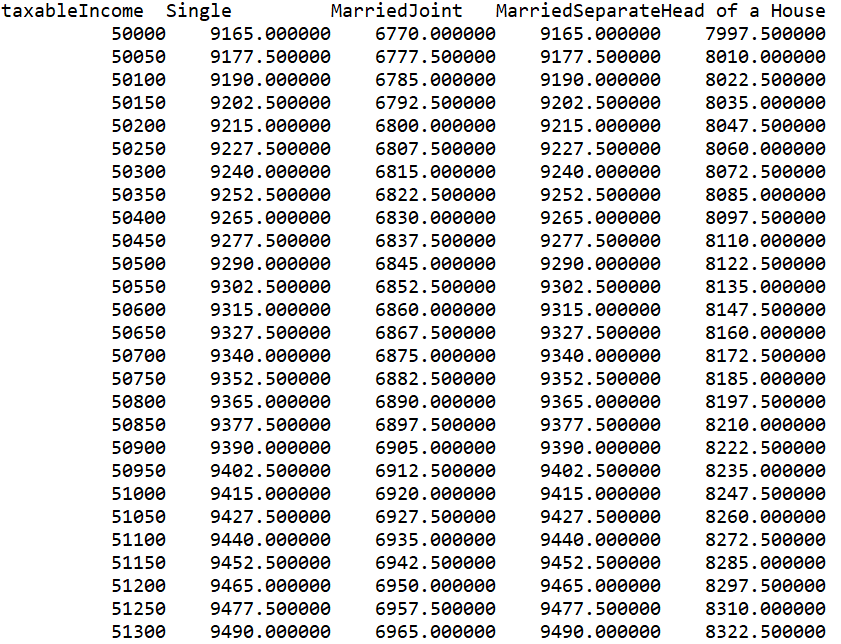 taxableIncome Single MarriedJoint MarriedSeparateHead of a House
50000 9165.000000 6770.000000 9165.000000 7997.500000
50050 9177.500000 6777.500000 9177.500000 8010.000000
50100 9190.000000 6785.000000 9190.000000 8022.500000
50150 9202.500000 6792.500000 9202.500000 8035.000000
50200 9215.000000 6800.000000 9215.000000 8047.500000
50250 9227.500000 6807.500000 9227.500000 8060.000000
50300 9240.000000 6815.000000 9240.000000 8072.500000
50350 9252.500000 6822.500000 9252.500000 8085.000000
50400 9265.000000 6830.000000 9265.000000 8097.500000
50450 9277.500000 6837.500000 9277.500000 8110.000000
50500 9290.000000 6845.000000 9290.000000 8122.500000
50550 9302.500000 6852.500000 9302.500000 8135.000000
50600 9315.000000 6860.000000 9315.000000 8147.500000
50650 9327.500000 6867.500000 9327.500000 8160.000000
50700 9340.000000 6875.000000 9340.000000 8172.500000
50750 9352.500000 6882.500000 9352.500000 8185.000000
50800 9365.000000 6890.000000 9365.000000 8197.500000
50850 9377.500000 6897.500000 9377.500000 8210.000000
50900 9390.000000 6905.000000 9390.000000 8222.500000
50950 9402.500000 6912.500000 9402.500000 8235.000000
51000 9415.000000 6920.000000 9415.000000 8247.500000
51050 9427.500000 6927.500000 9427.500000 8260.000000
51100 9440.000000 6935.000000 9440.000000 8272.500000
51150 9452.500000 6942.500000 9452.500000 8285.000000
51200 9465.000000 6950.000000 9465.000000 8297.500000
51250 9477.500000 6957.500000 9477.500000 8310.000000
51300 9490.000000 6965.000000 9490.000000 8322.500000